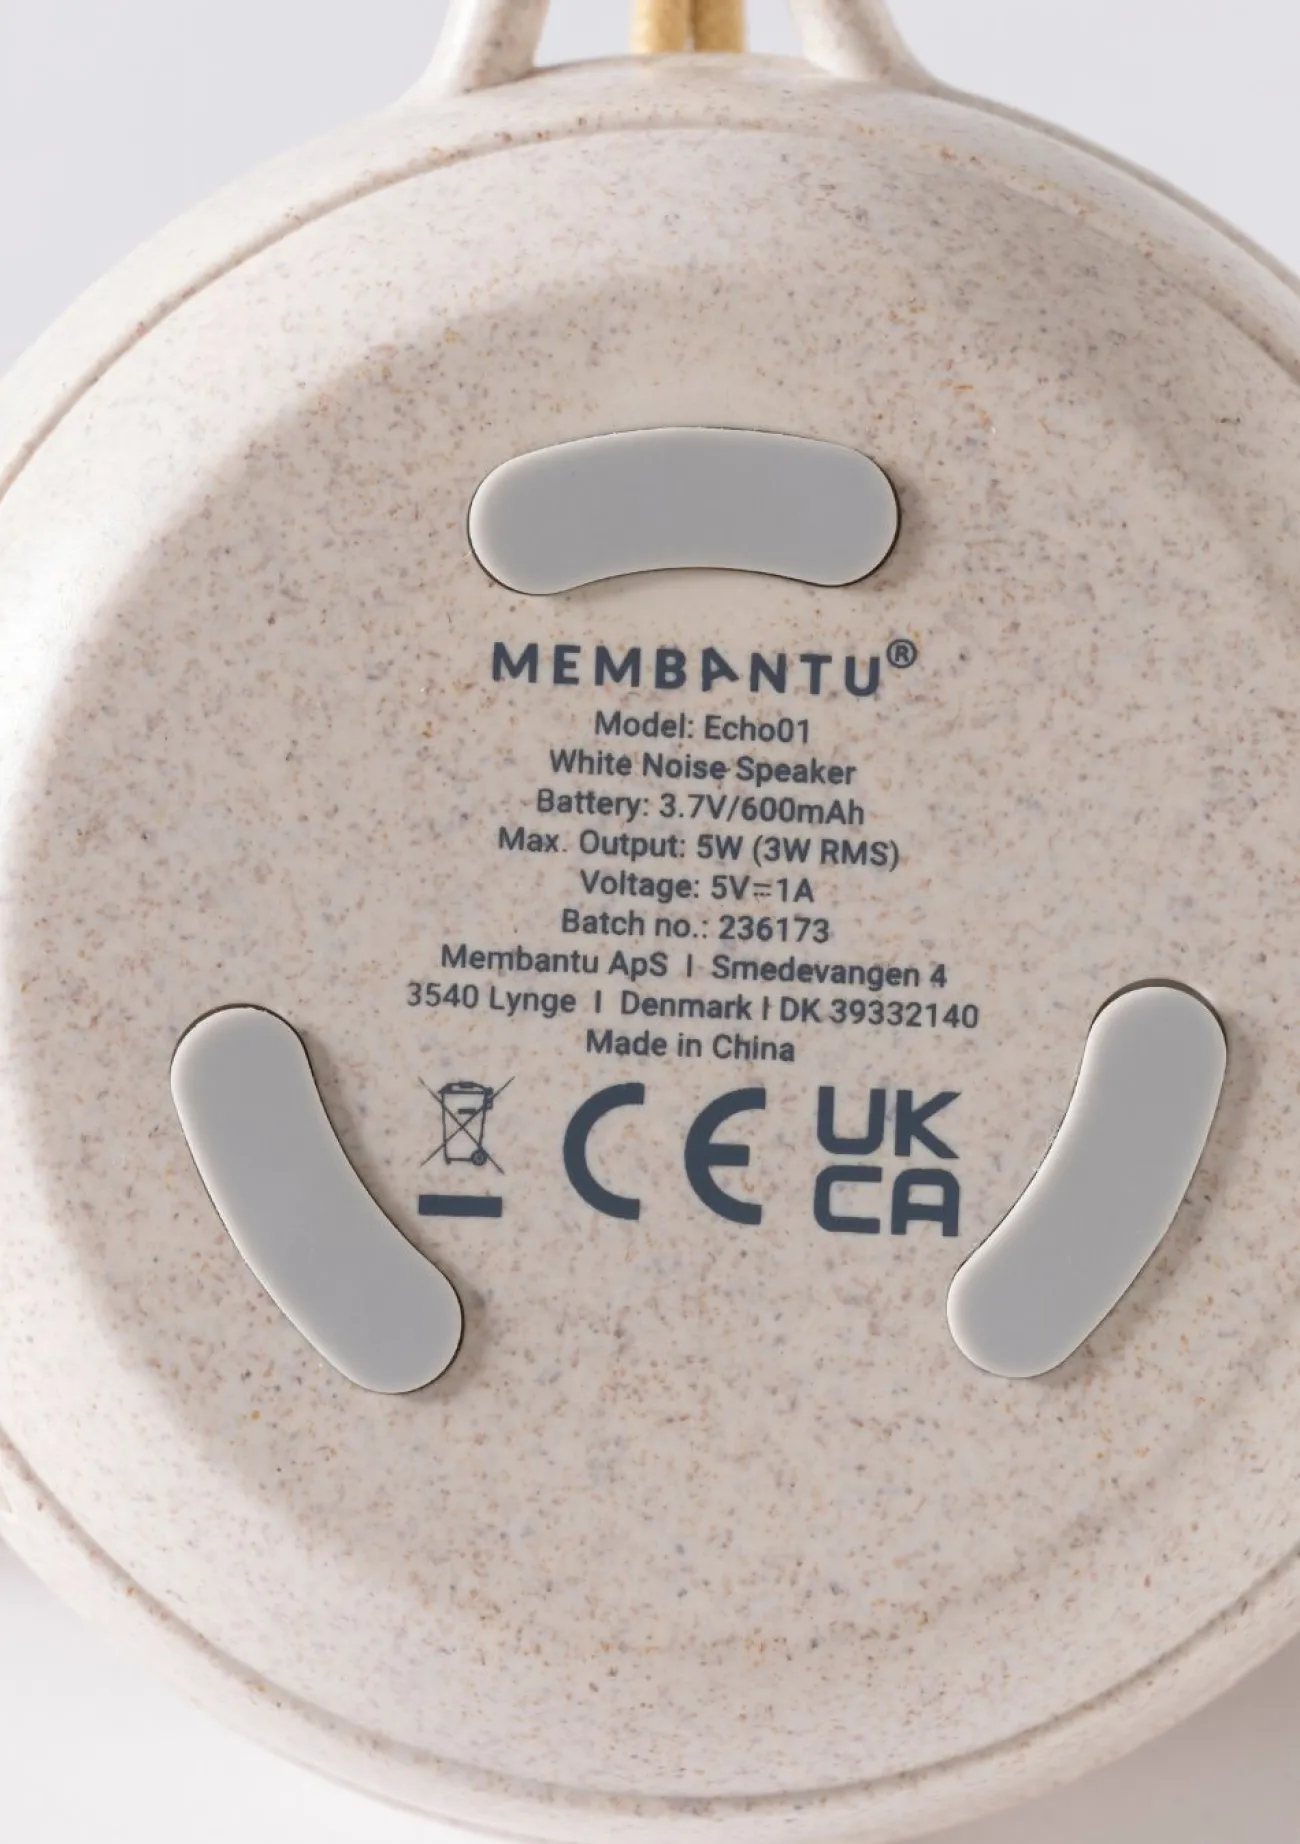 MEMBANTU®
Model: Echo01
White Noise Speaker
Battery: 3.7V/600mAh
Max. Output: 5W (3W RMS)
Voltage: 5V⎓1A
Batch no.: 236173
Membantu ApS I Smedevangen 4
3540 Lynge I Denmark I DK 39332140
Made in China
CE UK
CA